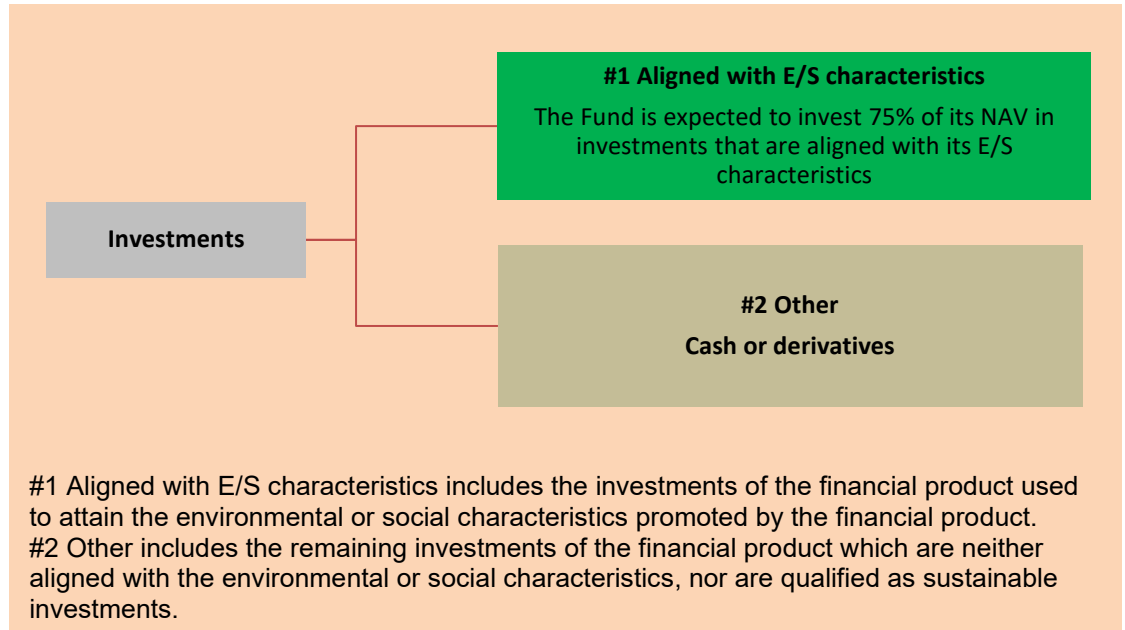 #1 Aligned with E/S characteristics
The Fund is expected to invest 75% of its NAV in
investments that are aligned with its E/S
characteristics
Investments
#2 Other
Cash or derivatives
#1 Aligned with E/S characteristics includes the investments of the financial product used
to attain the environmental or social characteristics promoted by the financial product.
#2 Other includes the remaining investments of the financial product which are neither
aligned with the environmental or social characteristics, nor are qualified as sustainable
investments.